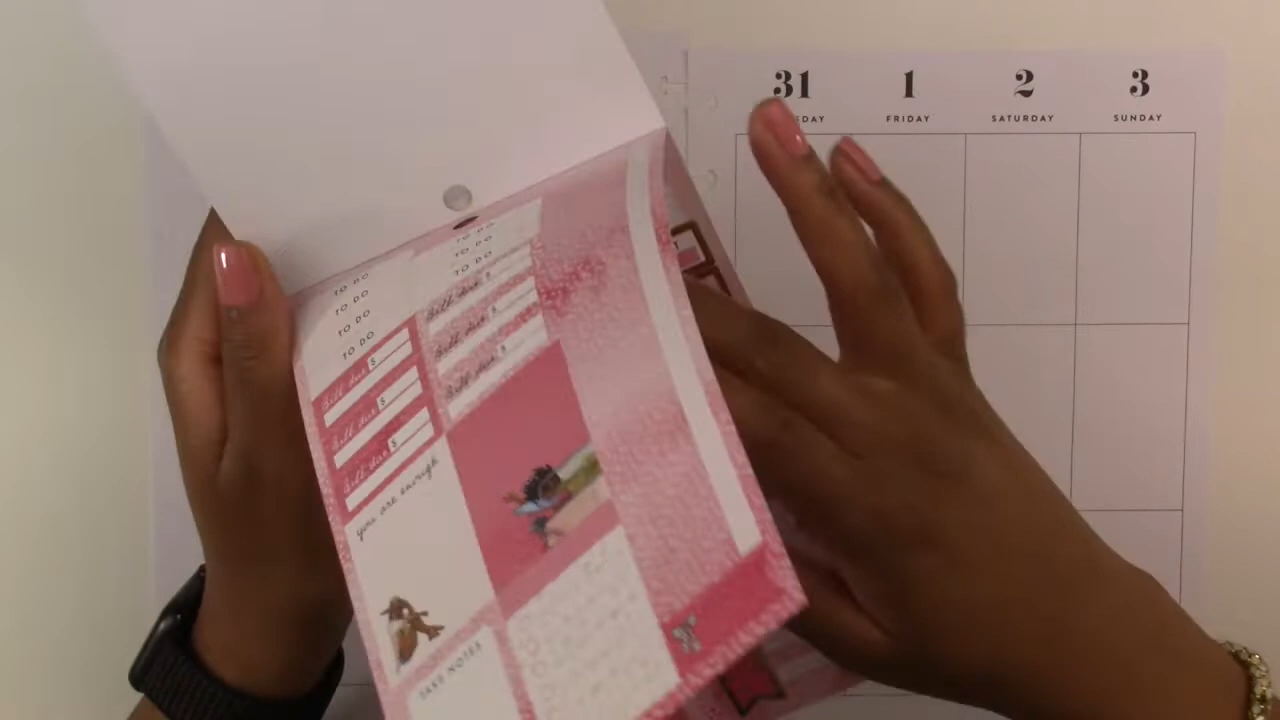 31 1 2 3
FRIDAY SATURDAY SUNDAY
TO DO
TO DO
TO DO
TO DO
TO DO
TO DO
TO DO
Bill due $
Bill due $
Bill due $
Bill due $
Bill due $
Bill due $
you are enough
TAKE NOTES